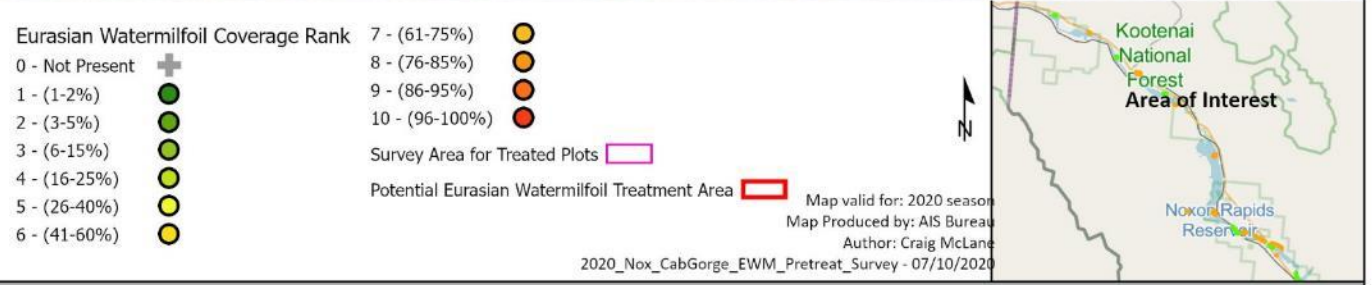 Eurasian Watermilfoil Coverage Rank
0 - Not Present
1 - (1-2%)
2 - (3-5%)
3 - (6-15%)
4 - (16-25%)
5 - (26-40%)
6 - (41-60%)
7 - (61-75%)
8 - (76-85%)
9 - (86-95%)
10 - (96-100%)
Survey Area for Treated Plots
Potential Eurasian Watermilfoil Treatment Area
N
Map valid for: 2020 season
Map Produced by: AIS Bureau
Author: Craig McLane
2020_Nox_CabGorge_EWM_Pretreat_Survey - 07/10/2020
Kootenai
National
Forest
Area of Interest
Noxon Rapids
Reservoir